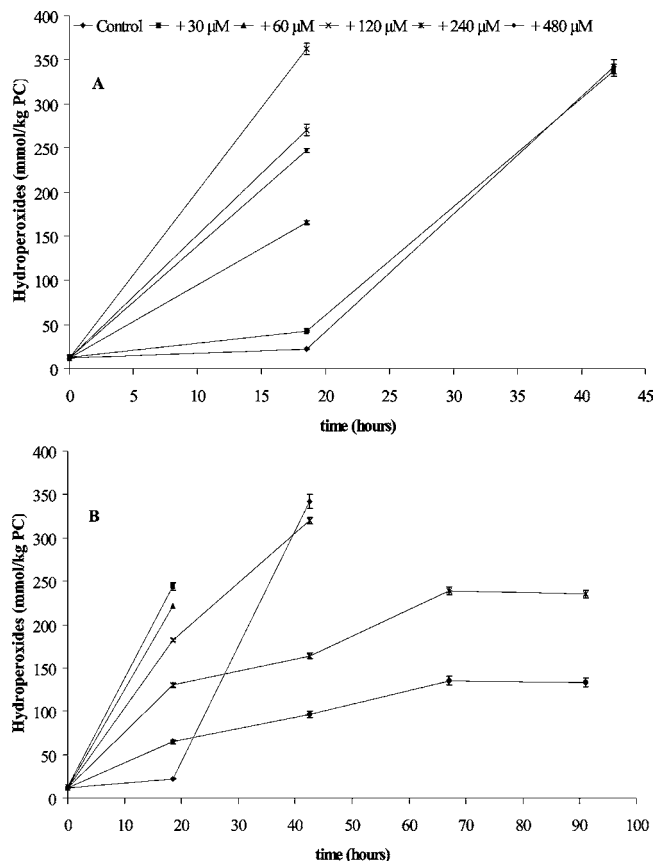 Control +30 μM +60 μM +120 μM +240 μM +480 μM
400
350
300
250
200
150
100
50
0
A
Hydroperoxides (mmol/kg PC)
0 5 10 15 20 25 30 35 40 45
time (hours)
400
350
300
250
200
150
100
50
0
B
Hydroperoxides (mmol/kg PC)
0 10 20 30 40 50 60 70 80 90 100
time (hours)